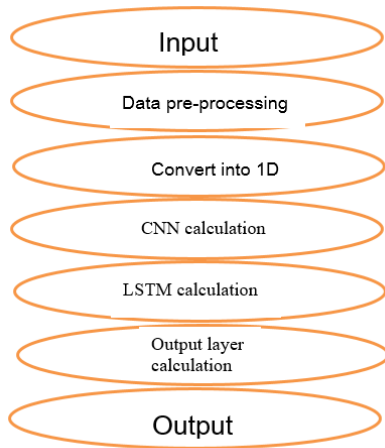 Input
Data pre-processing
Convert into 1D
CNN calculation
LSTM calculation
Output layer
calculation
Output